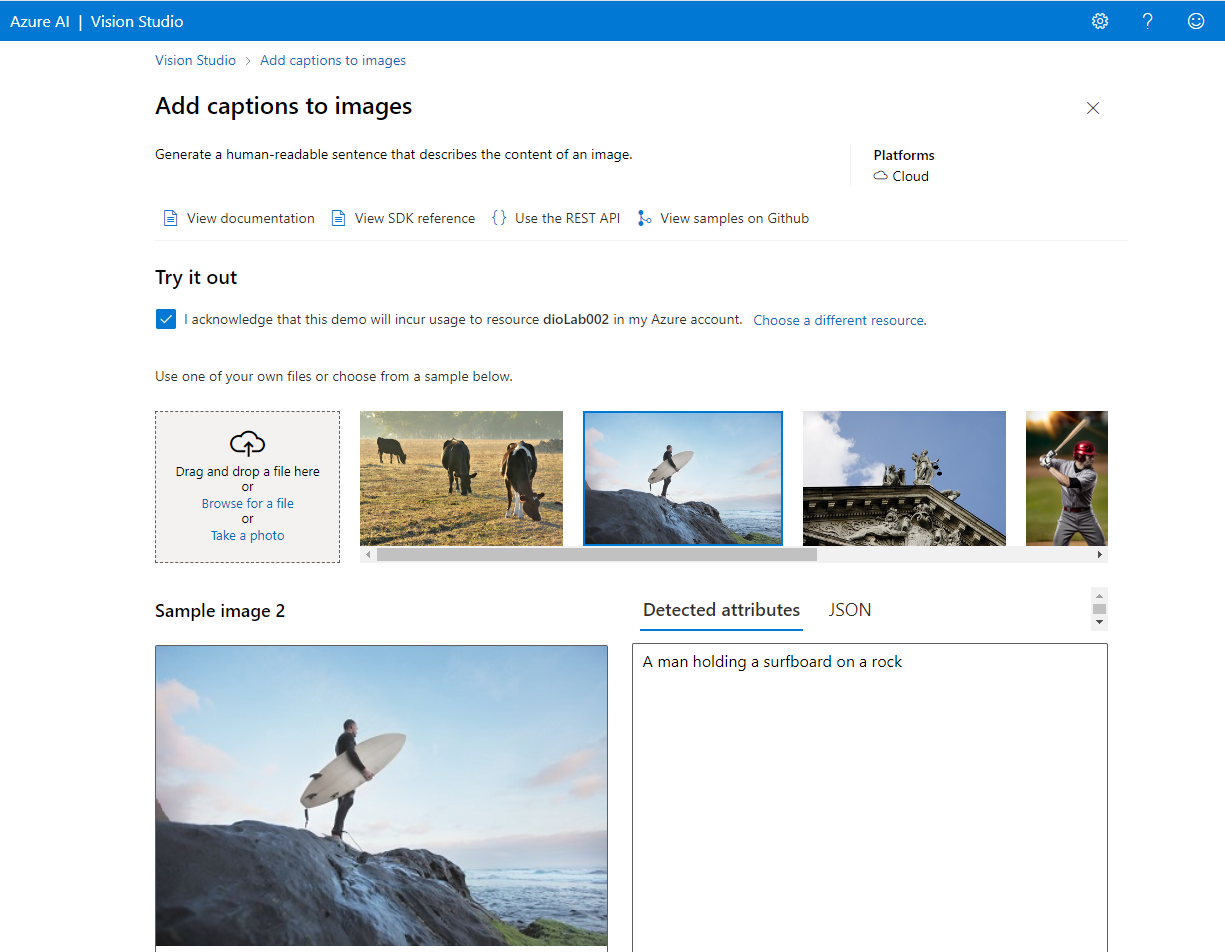 Azure AI | Vision Studio
Vision Studio > Add captions to images
Add captions to images
Generate a human-readable sentence that describes the content of an image.
Platforms
Cloud
View documentation View SDK reference {} Use the REST API View samples on Github
Try it out
I acknowledge that this demo will incur usage to resource dioLab002 in my Azure account. Choose a different resource.
Use one of your own files or choose from a sample below.
Drag and drop a file here
or
Browse for a file
or
Take a photo
Sample image 2
Detected attributes JSON
A man holding a surfboard on a rock